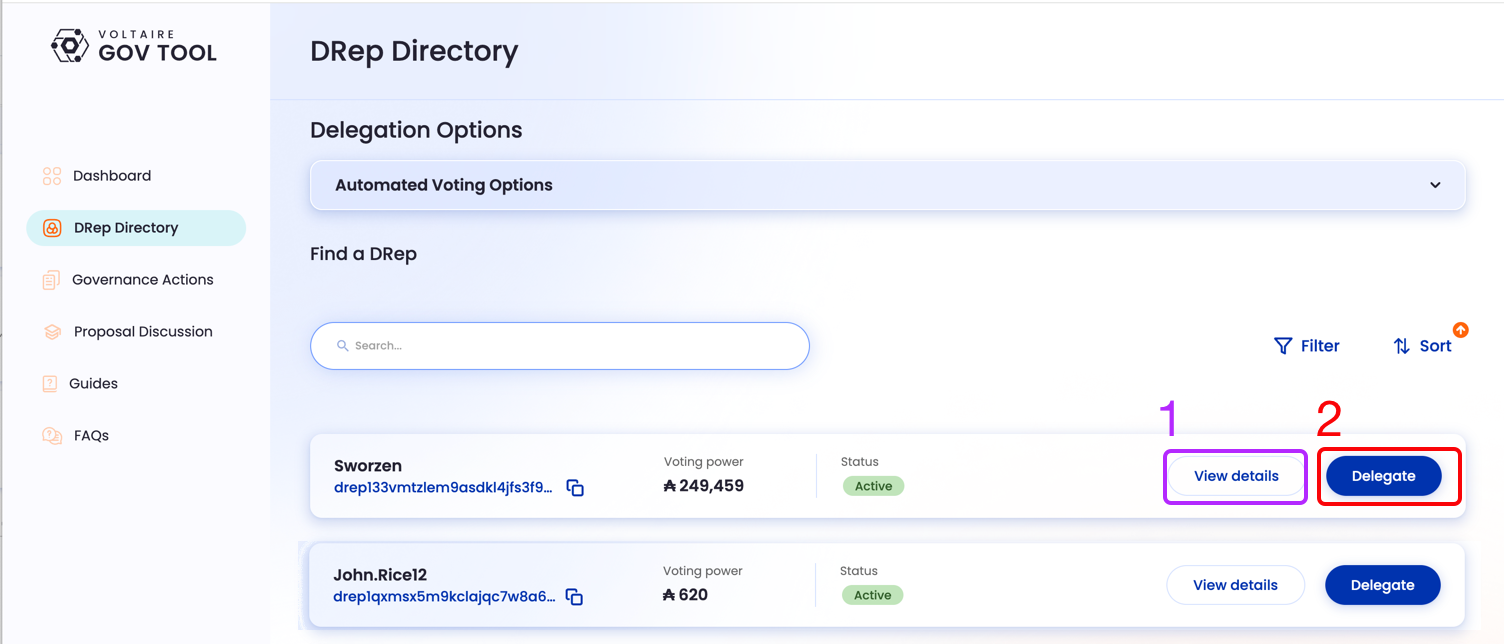 VOLTAIRE
GOV TOOL
Dashboard
DRep Directory
Governance Actions
Proposal Discussion
Guides
FAQs
DRep Directory
Delegation Options
Automated Voting Options
Find a DRep
Search...
Filter
Sort
1
2
Sworzen
drep133vmtzlem9asdkl4jfs3f9...
Voting power
₳ 249,459
Status
Active
View details
Delegate
John.Rice12
drep1qxmsx5m9kclajqc7w8a6...
Voting power
₳ 620
Status
Active
View details
Delegate